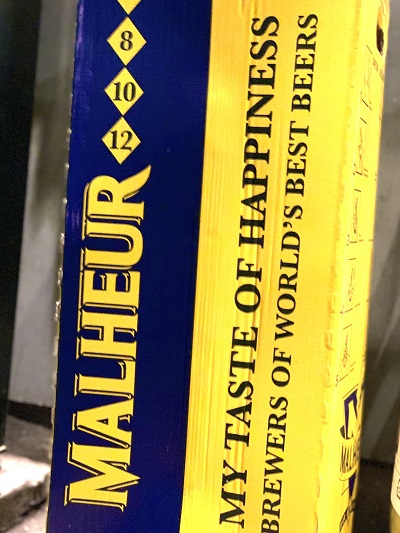 MALHEUR
12
10
8
MY TASTE OF HAPPINESS
BREWERS OF WORLD'S BEST BEERS